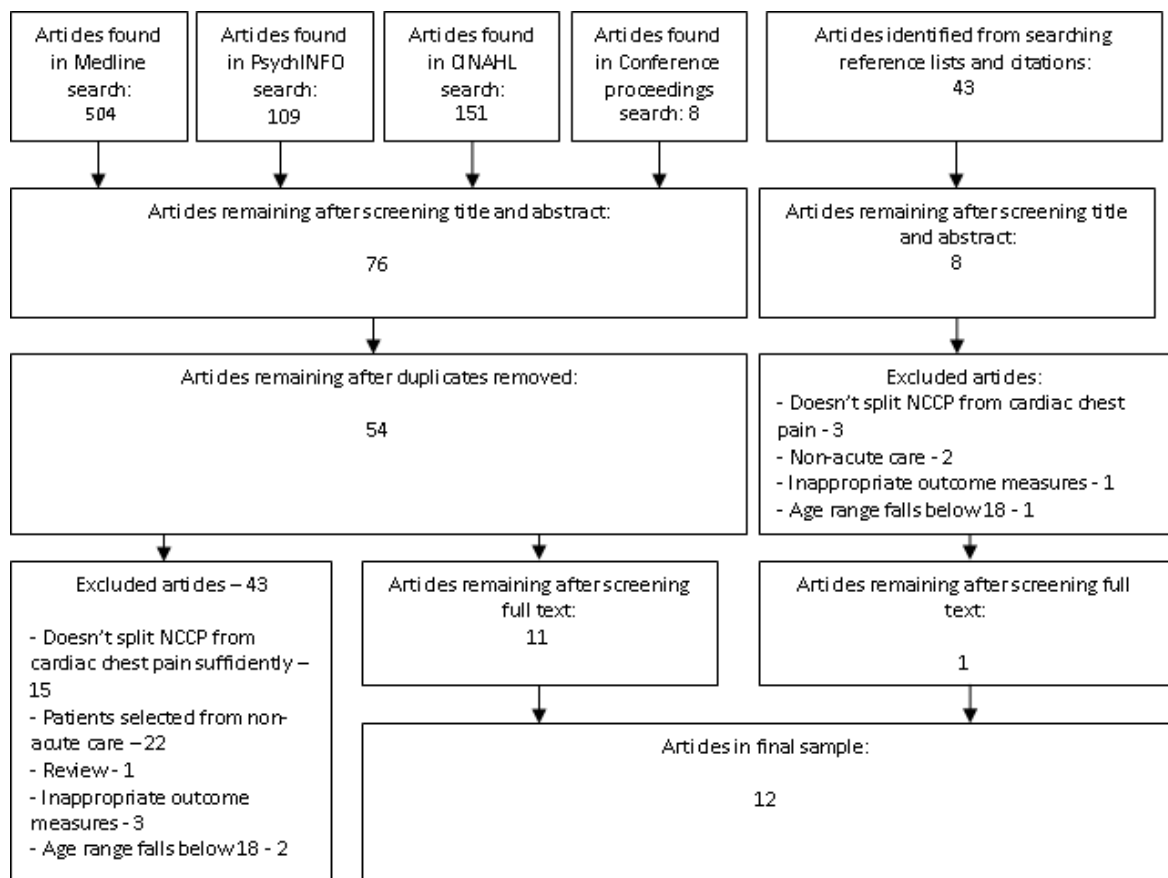 Articles found
in Medline
search:
504
Articles found
in PsychINFO
search:
109
Articles found
in CINAHL
search:
151
Articles found
in Conference
proceedings
search: 8
Articles identified from searching
reference lists and citations:
43
Articles remaining after screening title and abstract:
76
Articles remaining after screening title
and abstract:
8
Articles remaining after duplicates removed:
54
Excluded articles:
- Doesn't split NCCP from cardiac chest
pain - 3
- Non-acute care - 2
- Inappropriate outcome measures - 1
- Age range falls below 18 - 1
Excluded articles – 43
- Doesn't split NCCP from
cardiac chest pain sufficiently –
15
- Patients selected from non-
acute care – 22
- Review - 1
- Inappropriate outcome
measures - 3
- Age range falls below 18 - 2
Articles remaining after screening
full text:
11
Articles remaining after screening full
text:
1
Articles in final sample:
12